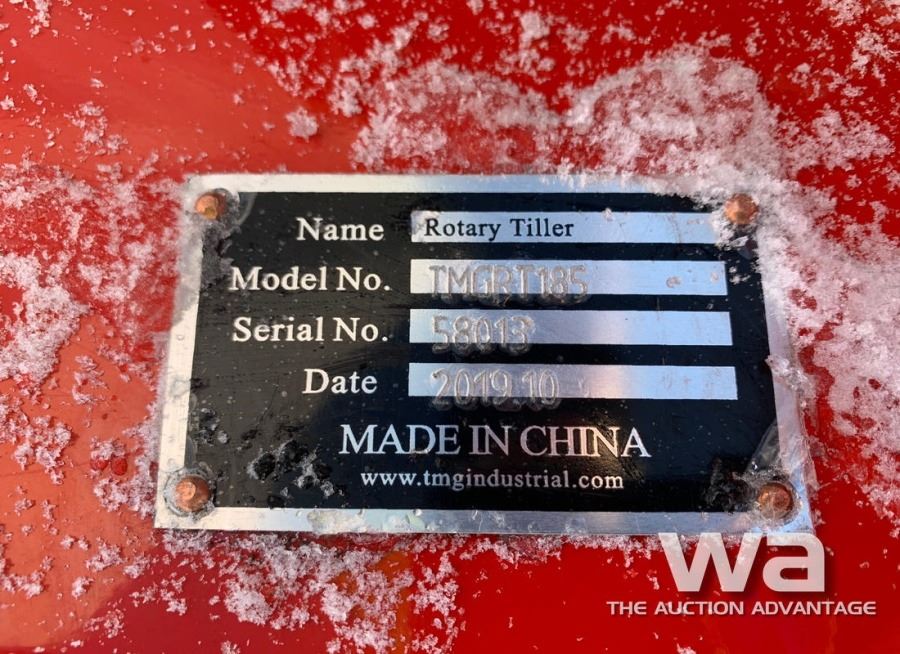 Name Rotary Tiller
Model No. TMGRT185
Serial No. 58013
Date 2019.10
MADE IN CHINA
www.tmgindustrial.com
wa
THE AUCTION ADVANTAGE